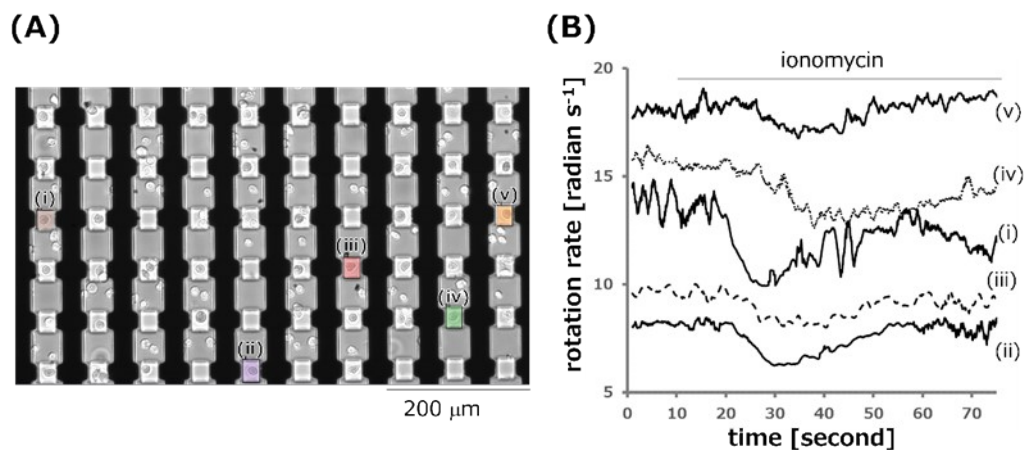 (A)
(i)
(v)
(iii)
(iv)
(ii)
200 μm
(B)
ionomycin
rotation rate [radian s⁻¹]
20
15
10
5
(v)
(iv)
(i)
(iii)
(ii)
0 10 20 30 40 50 60 70
time [second]